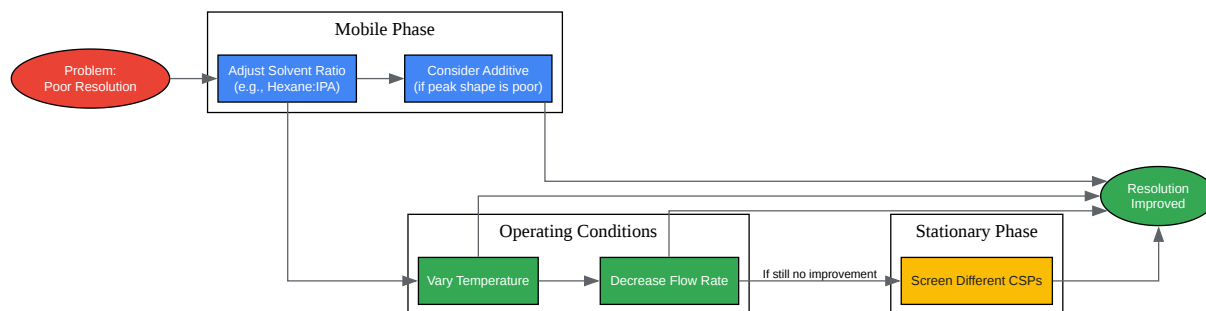 Mobile Phase
Problem:
Poor Resolution
Adjust Solvent Ratio
(e.g., Hexane:IPA)
Consider Additive
(if peak shape is poor)
Resolution
Improved
Operating Conditions
Stationary Phase
Vary Temperature
Decrease Flow Rate
If still no improvement
Screen Different CSPs